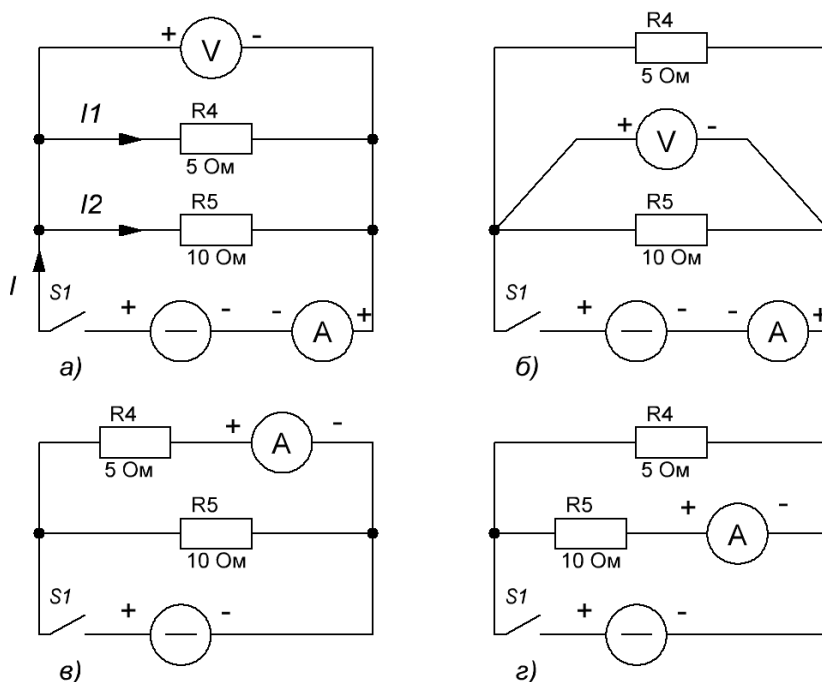 + V -
I1
R4
5 Ом
I2
R5
10 Ом
I
S1
+ - - A +
а)
R4
5 Ом
+ V -
R5
10 Ом
S1
+ - - A +
б)
R4
5 Ом
+ A -
R5
10 Ом
S1
+ -
в)
R4
5 Ом
R5
10 Ом
+ A -
S1
+ -
г)